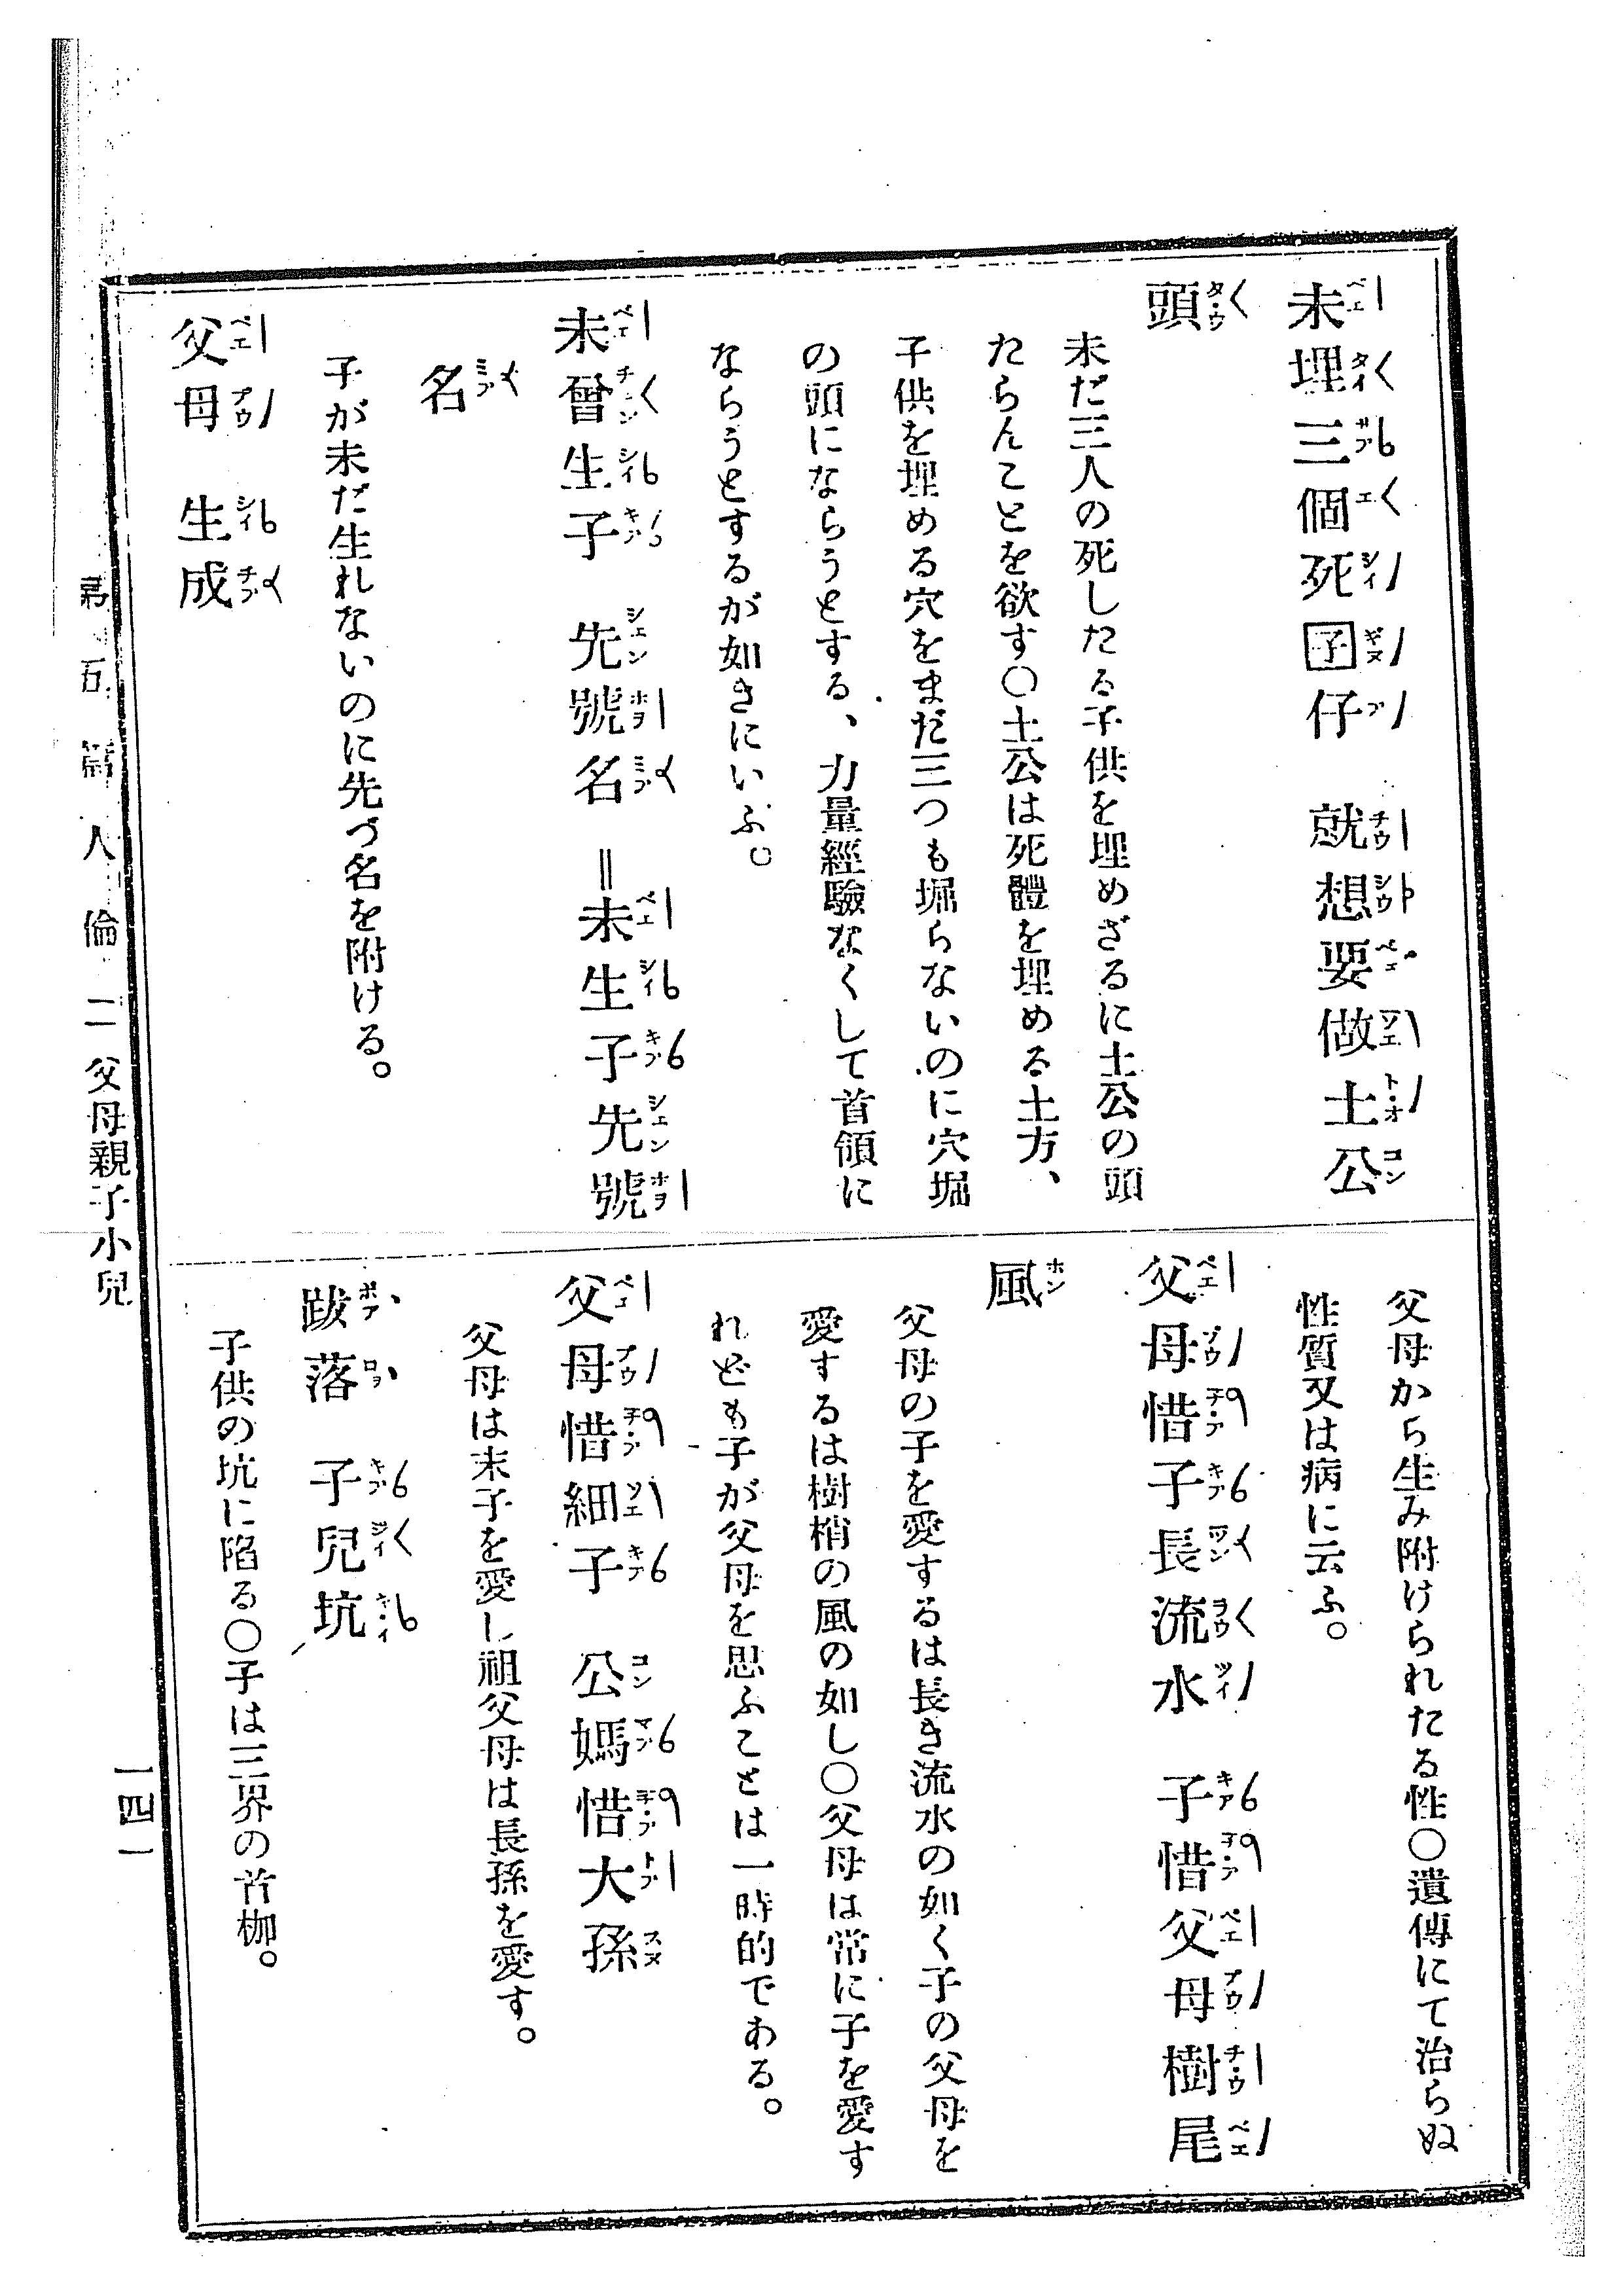 未埋三個死囝仔　就想要做土公
頭
未だ三人の死したる子供を埋めざるに土公の頭
たらんことを欲す〇土公は死體を埋める土方、
子供を埋める穴をまだ三つも堀らないのに穴堀
の頭にならうとする、力量經驗なくして首領に
ならうとするが如きにいふ。
未曾生子　先號名＝未生子先號
名
子が未だ生れないのに先づ名を附ける。
父母　生成
父母から生み附けられたる性〇遺傳にて治らぬ
性質又は病に云ふ。
父母惜子長流水　子惜父母樹尾
風
父母の子を愛するは長き流水の如く子の父母を
愛するは樹梢の風の如し〇父母は常に子を愛す
れども子が父母を思ふことは一時的である。
父母惜細子　公媽惜大孫
父母は末子を愛し祖父母は長孫を愛す。
跋落　子兒坑
子供の坑に陷る〇子は三界の首枷。
第五篇　人倫　二　父母親子小兒
一四一